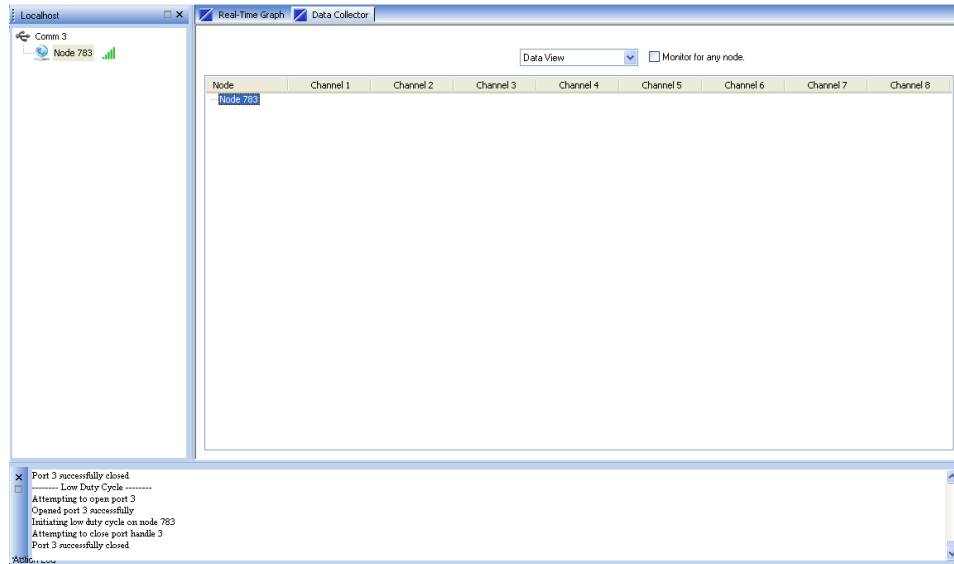 Localhost
Real-Time Graph Data Collector
Comm 3
Node 783
Data View Monitor for any node.
Node Channel 1 Channel 2 Channel 3 Channel 4 Channel 5 Channel 6 Channel 7 Channel 8
Node 783
Port 3 successfully closed
-------- Low Duty Cycle --------
Attempting to open port 3
Opened port 3 successfully
Initiating low duty cycle on node 783
Attempting to close port handle 3
Port 3 successfully closed
Action Log